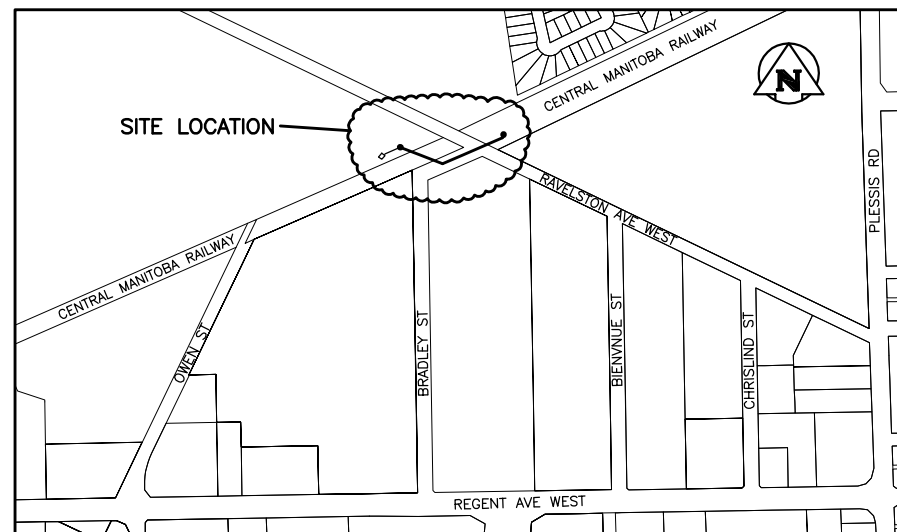 CENTRAL MANITOBA RAILWAY
N
SITE LOCATION
PLESSIS RD
RAVELSTON AVE WEST
CENTRAL MANITOBA RAILWAY
OWEN ST
BRADLEY ST
BIENVNUE ST
CHRISLIND ST
REGENT AVE WEST